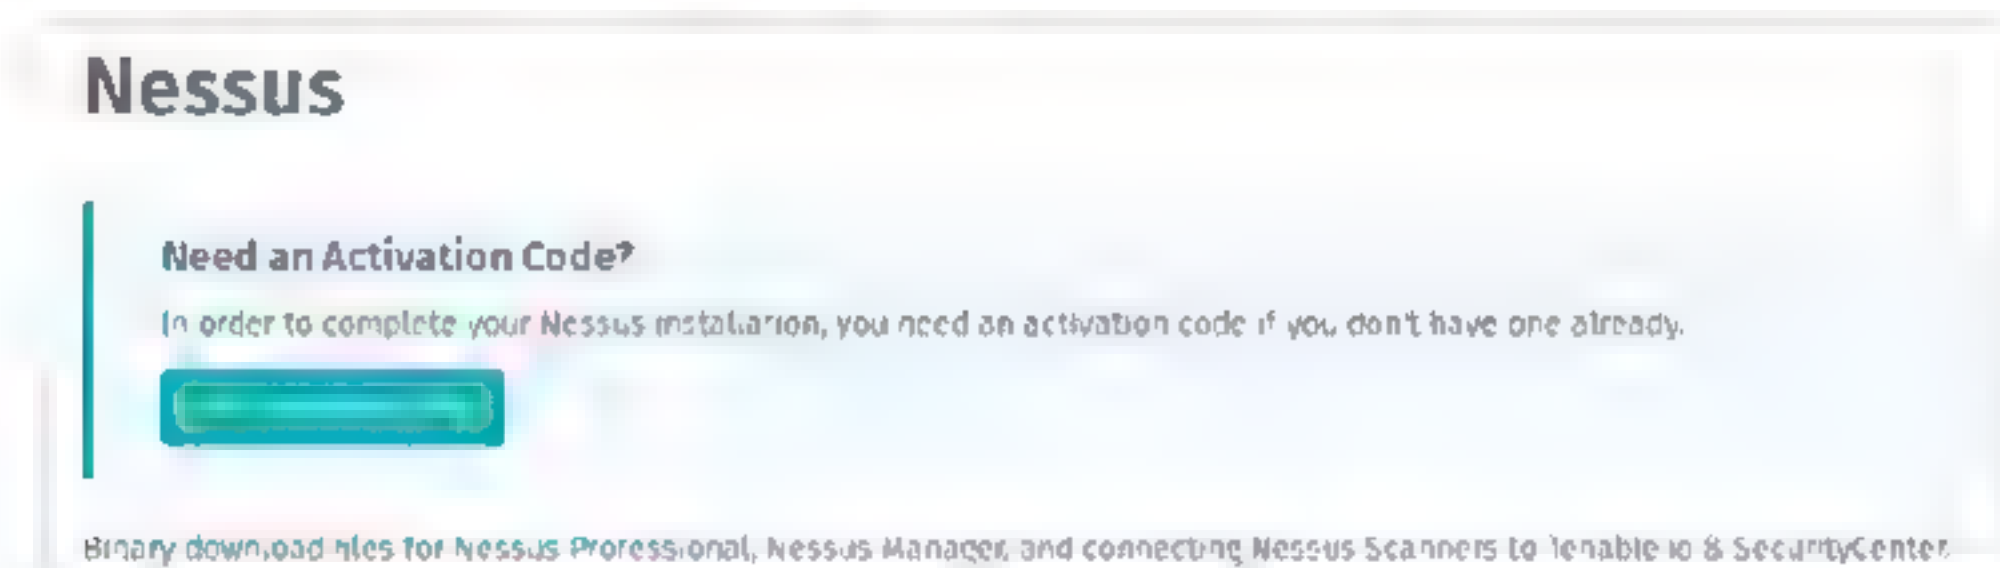 Nessus
Need an Activation Code?
In order to complete your Nessus installation, you need an activation code if you don't have one already.
Binary download files for Nessus Professional, Nessus Manager, and connecting Nessus Scanners to Tenable.io & SecurityCenter.